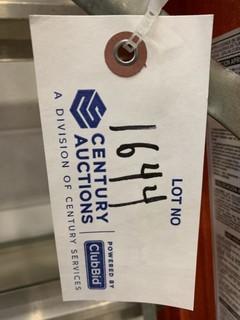 LOT NO
1644
CENTURY
AUCTIONS
A DIVISION OF CENTURY SERVICES
POWERED BY
ClubBid